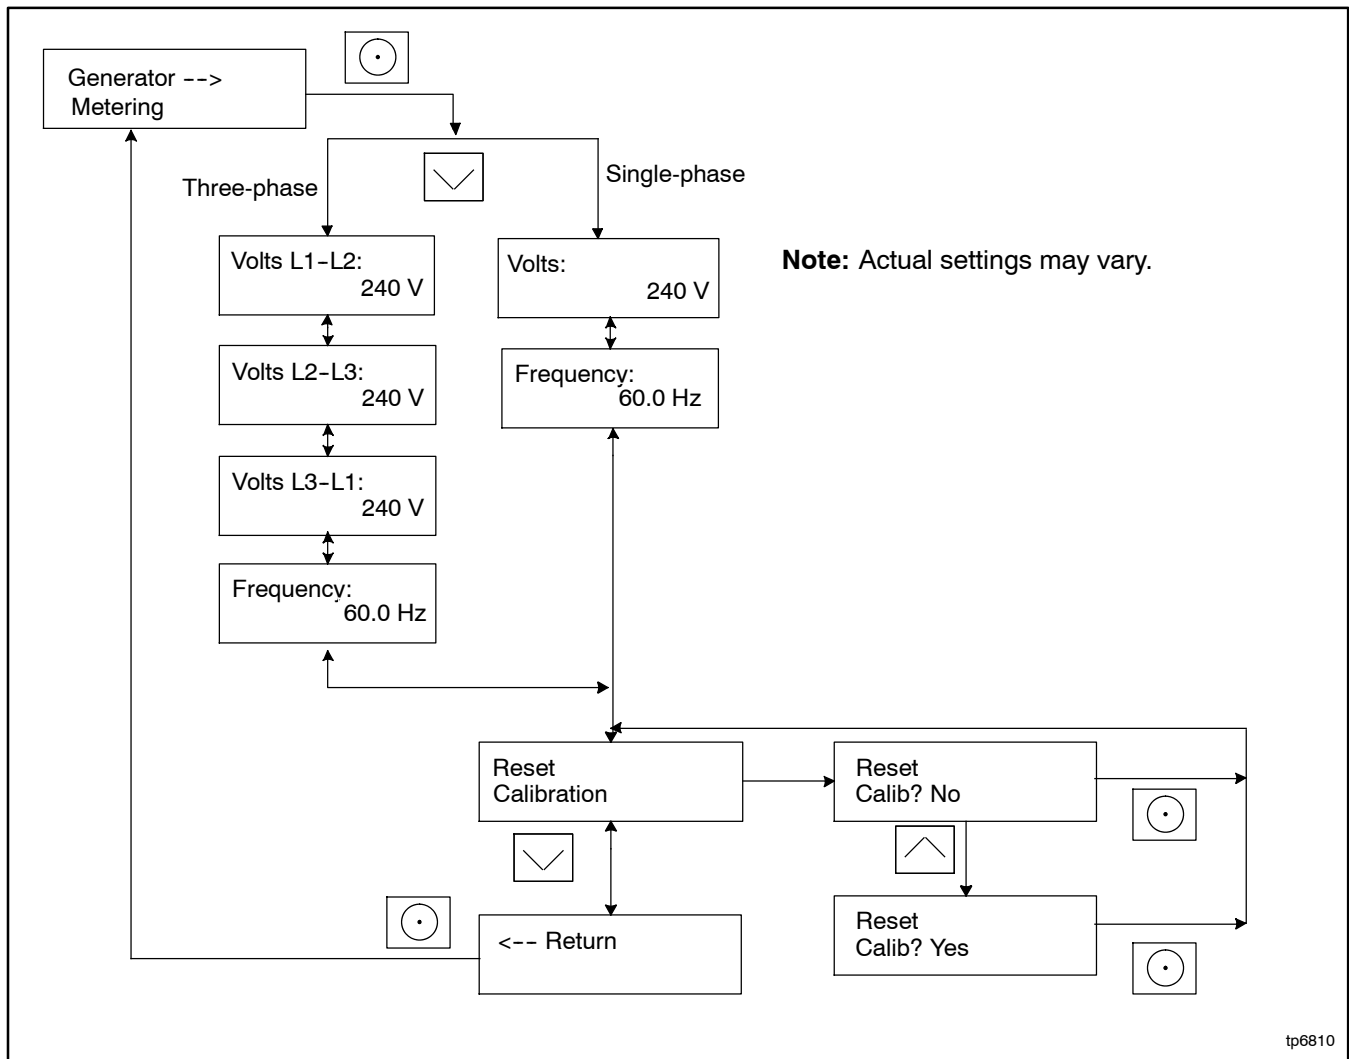 Generator -->
Metering
Three-phase
Single-phase
Volts L1-L2:
240 V
Volts:
240 V
Note: Actual settings may vary.
Volts L2-L3:
240 V
Frequency:
60.0 Hz
Volts L3-L1:
240 V
Frequency:
60.0 Hz
Reset
Calibration
Reset
Calib? No
<-- Return
Reset
Calib? Yes
tp6810